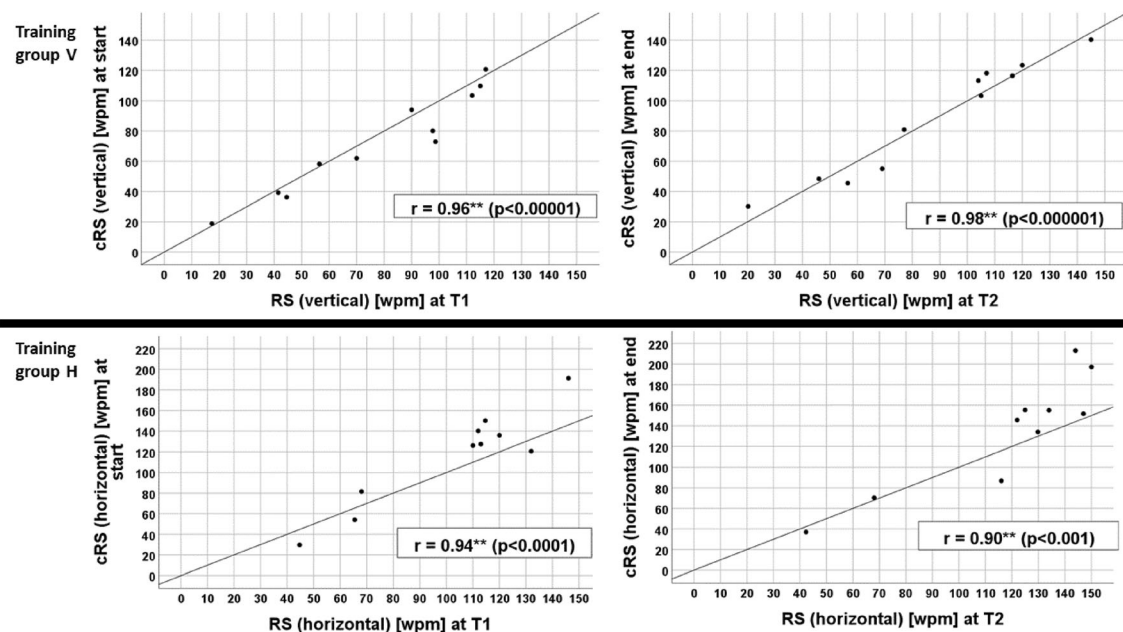 Training
group V
cRS (vertical) [wpm] at start
140
120
100
80
60
40
20
0
r = 0.96** (p<0.00001)
0 10 20 30 40 50 60 70 80 90 100 110 120 130 140 150
RS (vertical) [wpm] at T1
cRS (vertical) [wpm] at end
140
120
100
80
60
40
20
0
r = 0.98** (p<0.000001)
0 10 20 30 40 50 60 70 80 90 100 110 120 130 140 150
RS (vertical) [wpm] at T2
Training
group H
cRS (horizontal) [wpm] at
start
220
200
180
160
140
120
100
80
60
40
20
0
r = 0.94** (p<0.0001)
0 10 20 30 40 50 60 70 80 90 100 110 120 130 140 150
RS (horizontal) [wpm] at T1
cRS (horizontal) [wpm] at end
220
200
180
160
140
120
100
80
60
40
20
0
r = 0.90** (p<0.001)
0 10 20 30 40 50 60 70 80 90 100 110 120 130 140 150
RS (horizontal) [wpm] at T2